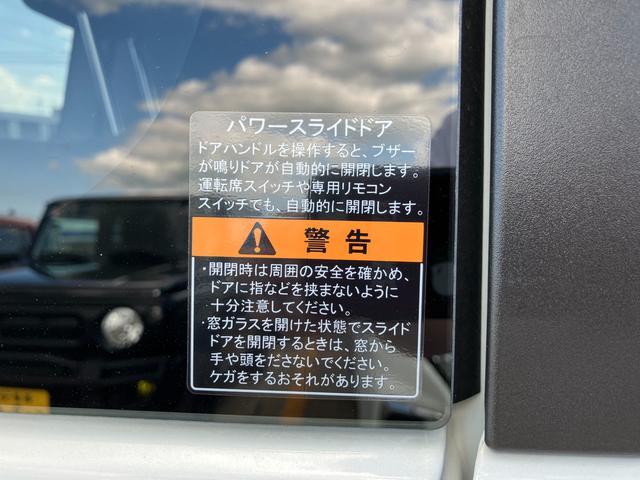 パワースライドドア
ドアハンドルを操作すると、ブザー
が鳴りドアが自動的に開閉します。
運転席スイッチや専用リモコン
スイッチでも、自動的に開閉します。
警告
・開閉時は周囲の安全を確かめ、
ドアに指などを挟まないように
十分注意してください。
・窓ガラスを開けた状態でスライド
ドアを開閉するときは、窓から
手や頭をださないでください。
ケガをするおそれがあります。